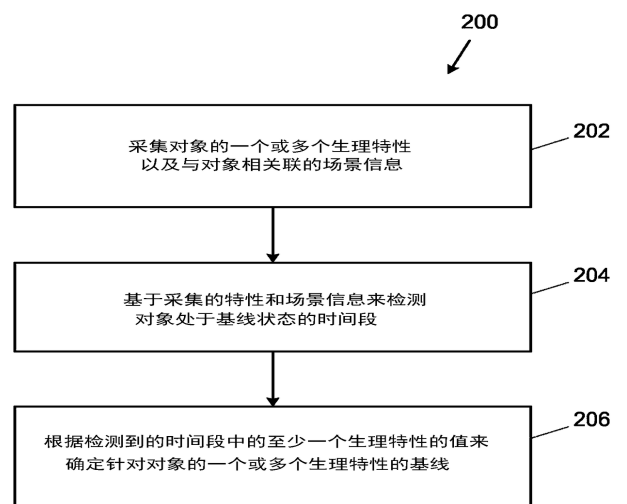 200
采集对象的一个或多个生理特性
以及与对象相关联的场景信息
202
基于采集的特性和场景信息来检测
对象处于基线状态的时间段
204
根据检测到的时间段中的至少一个生理特性的值来
确定针对对象的一个或多个生理特性的基线
206